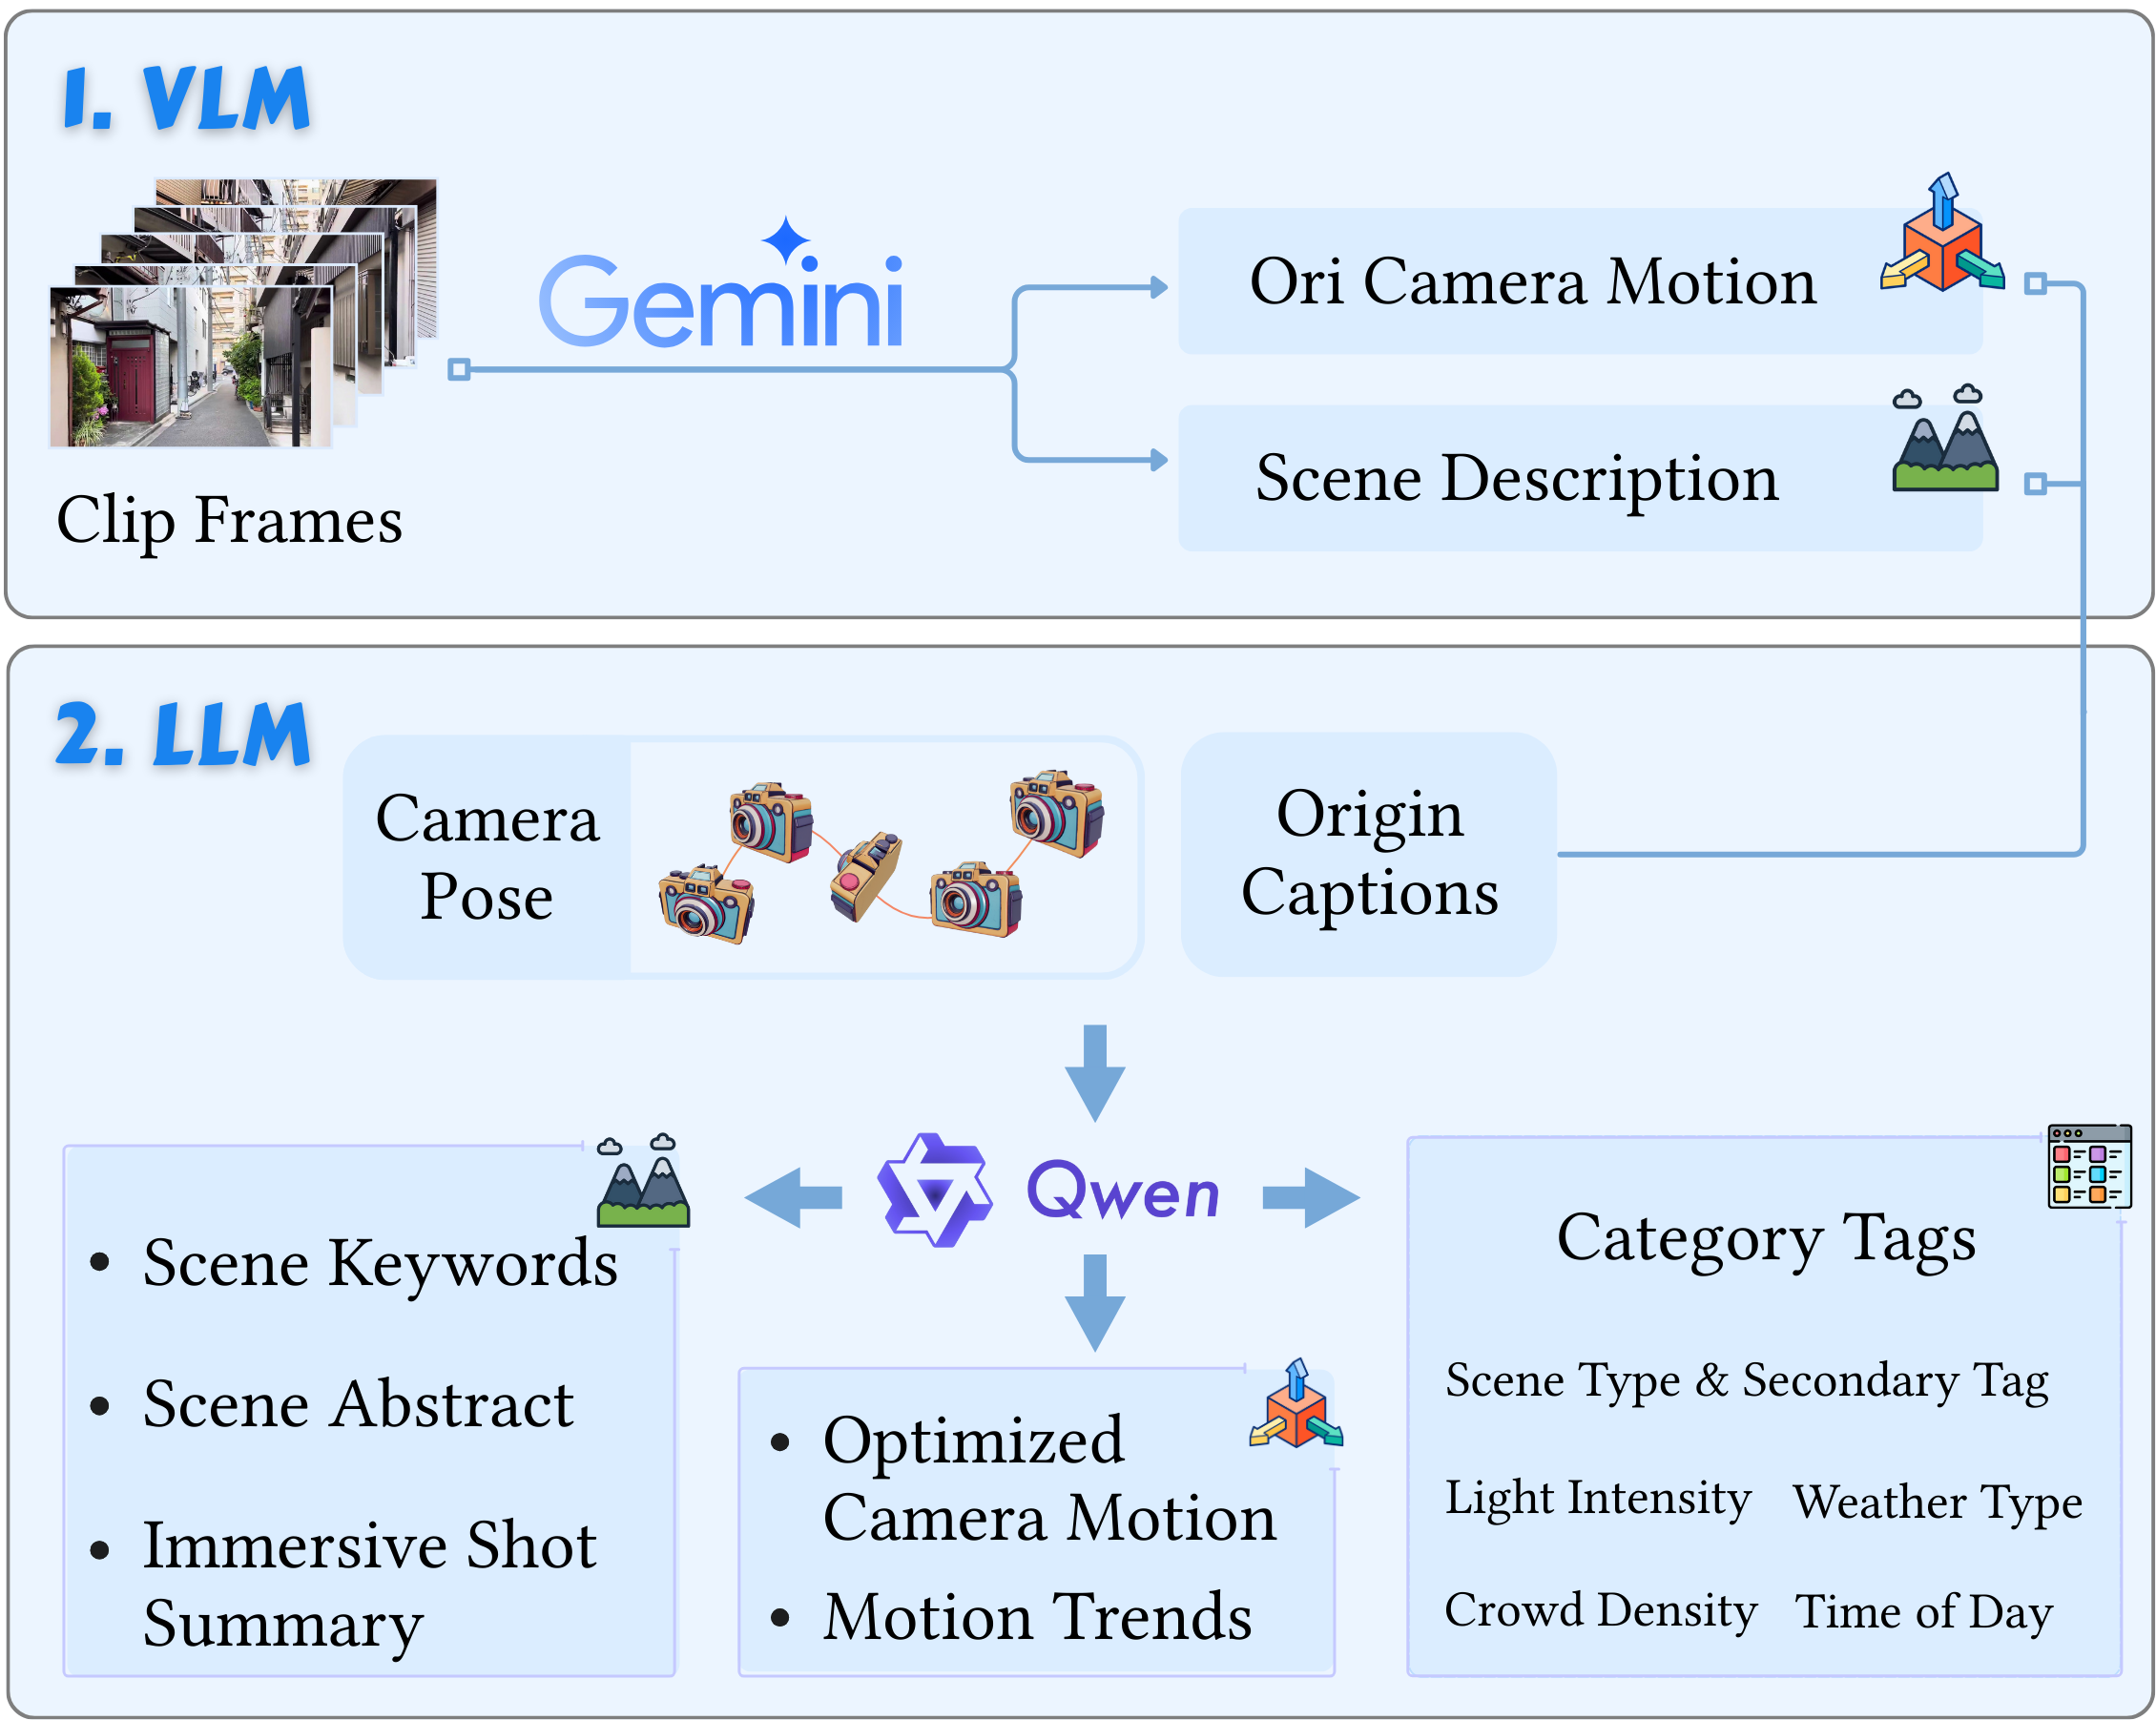 1. VLM
Gemini
Ori Camera Motion
Scene Description
Clip Frames
2. LLM
Camera
Pose
Origin
Captions
Qwen
• Scene Keywords
• Scene Abstract
• Immersive Shot
Summary
• Optimized
Camera Motion
• Motion Trends
Category Tags
Scene Type & Secondary Tag
Light Intensity Weather Type
Crowd Density Time of Day